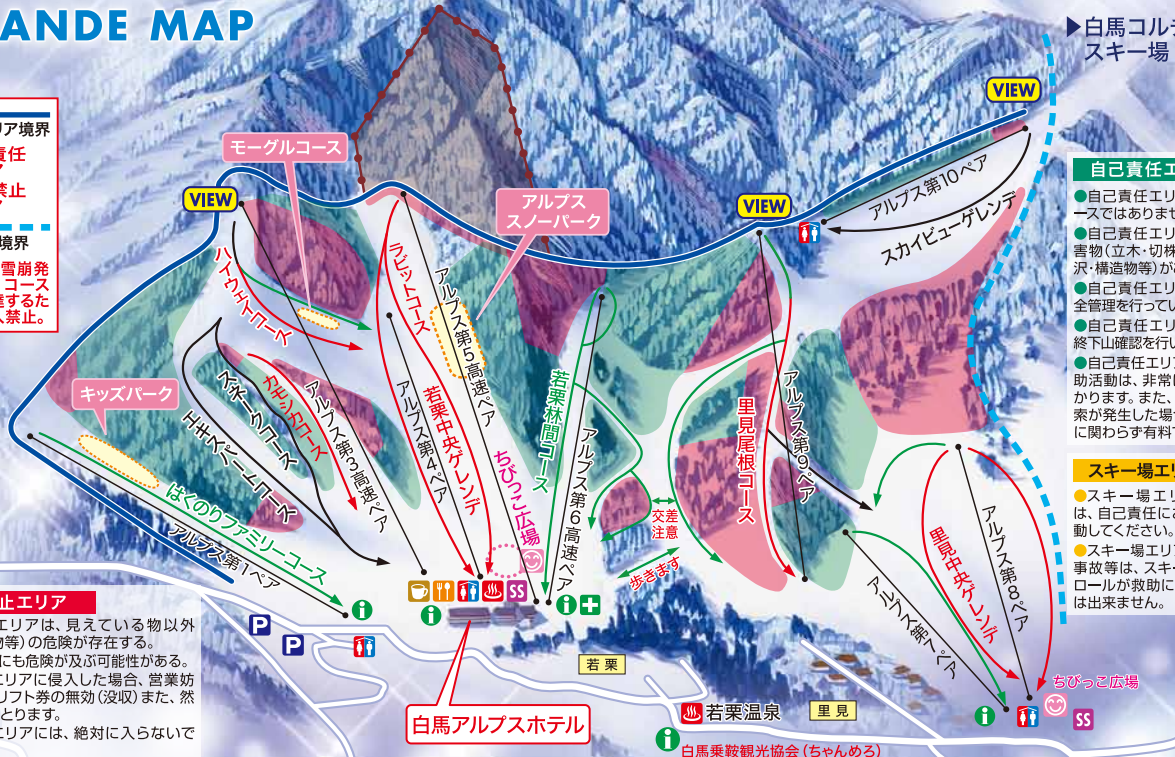 ANDE MAP
▶白馬コル
スキー場
リア境界
責任
禁止
境界
雪崩発
コース
達するた
入禁止。
VIEW
モーグルコース
VIEW
アルプス
スノーパーク
VIEW
VIEW
アルプス第10ペア
スカイビューゲレンデ
自己責任エ
●自己責任エリ
ースではありませ
●自己責任エリ
害物(立木・切株
沢・構造物等)が
●自己責任エリ
全管理を行ってい
●自己責任エリ
終下山確認を行い
●自己責任エリ
助活動は、非常
かります。また、
索が発生した場
に関わらず有料
スキー場エリ
●スキー場エリ
は、自己責任に
動してください。
●スキー場エリ
事故等は、スキー
ロールが救助に
は出来ません。
ハイウェイコース
ラビットコース
アルプス第5高速ペア
キッズパーク
スネークコース
カモシカコース
エキスパートコース
アルプス第3高速ペア
アルプス第4ペア
若栗中央ゲレンデ
ちびっこ広場
若栗林間コース
アルプス第6高速ペア
交差
注意
歩きます
里見尾根コース
アルプス第9ペア
里見中央ゲレンデ
アルプス第8ペア
アルプス第7ペア
はくのりファミリーコース
アルプス第1ペア
SS
P
P
止エリア
エリアは、見えている物以外
物等)の危険が存在する。
にも危険が及ぶ可能性がある。
エリアに侵入した場合、営業妨
リフト券の無効(没収)また、然
とります。
エリアには、絶対に入らないで
白馬アルプスホテル
若栗
若栗温泉
里見
白馬乗鞍観光協会(ちゃんめろ)
ちびっこ広場
SS